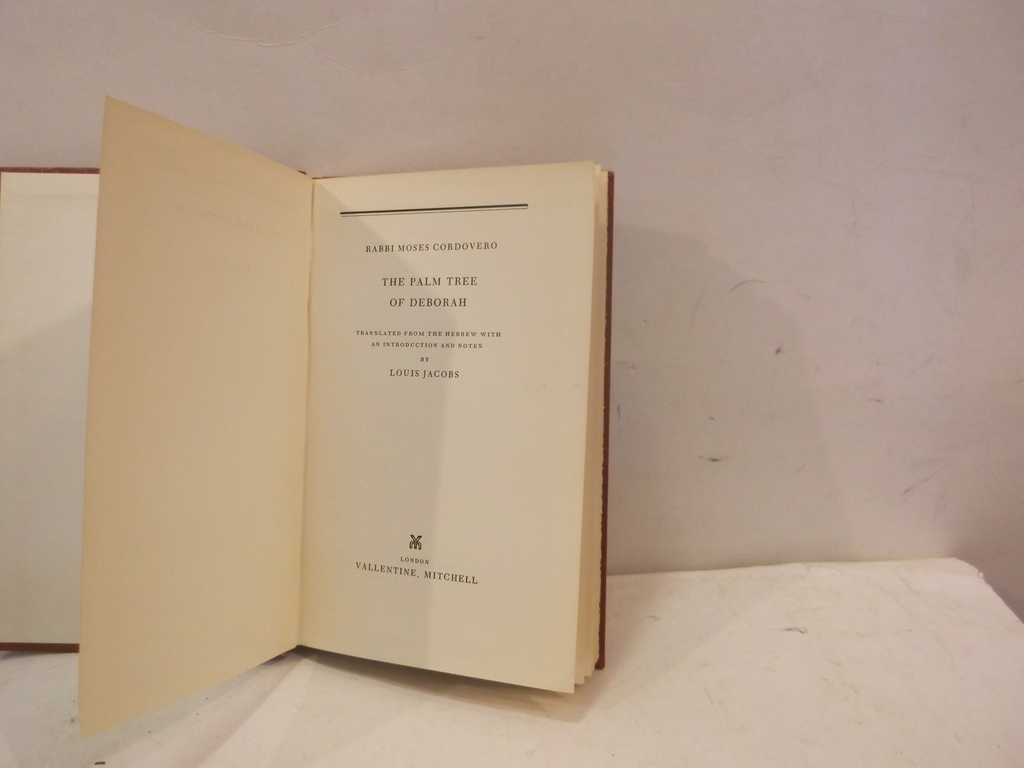 RABBI MOSES CORDOVERO
THE PALM TREE
OF DEBORAH
TRANSLATED FROM THE HEBREW WITH
AN INTRODUCTION AND NOTES
BY
LOUIS JACOBS
LONDON
VALLENTINE, MITCHELL